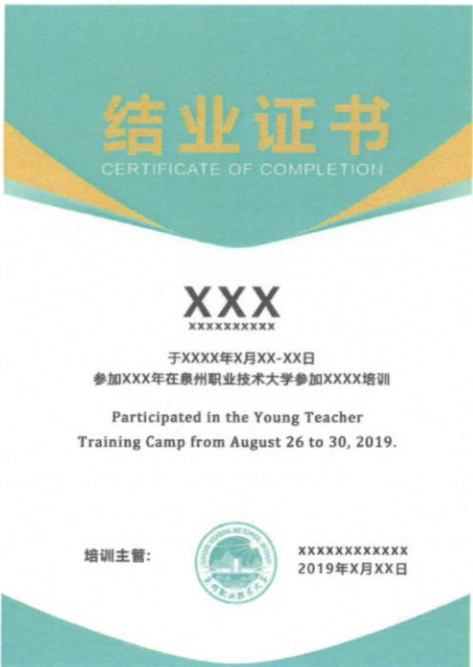 结业证书
CERTIFICATE OF COMPLETION
XXX
XXXXXXXXXX
于XXXX年X月XX-XX日
参加XXX年在泉州职业技术大学参加XXXX培训
Participated in the Young Teacher
Training Camp from August 26 to 30, 2019.
培训主管:
XXXXXXXXXXXX
2019年X月XX日